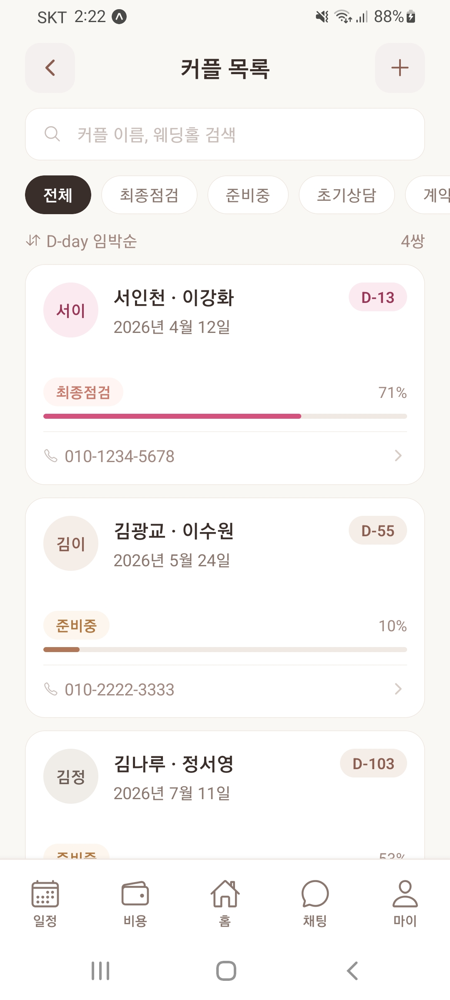 SKT 2:22 88%
커플 목록
커플 이름, 웨딩홀 검색
전체 최종점검 준비중 초기상담 계약
D-day 임박순 4쌍
서이 서인천 · 이강화 D-13
2026년 4월 12일
최종점검 71%
010-1234-5678
김이 김광교 · 이수원 D-55
2026년 5월 24일
준비중 10%
010-2222-3333
김정 김나루 · 정서영 D-103
2026년 7월 11일
준비중 53%
일정 비용 홈 채팅 마이